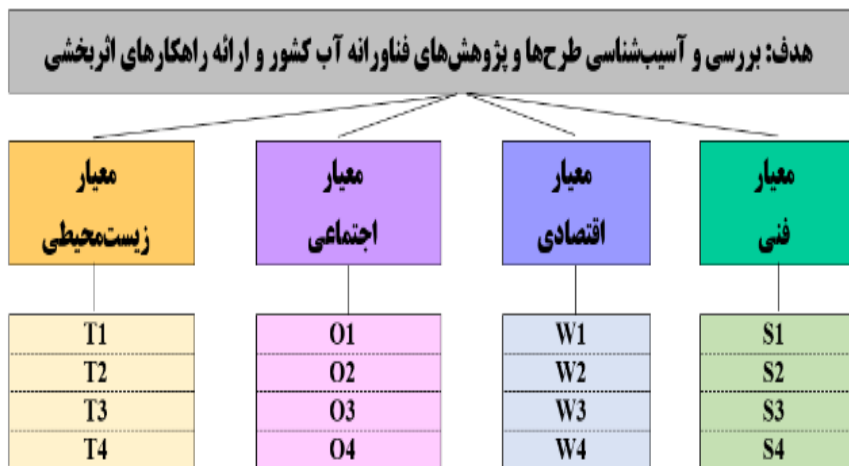 هدف: بررسی و آسیب‌شناسی طرح‌ها و پژوهش‌های فناورانه آب کشور و ارائه راهکارهای اثربخشی
معیار
فنی
معیار
اقتصادی
معیار
اجتماعی
معیار
زیست‌محیطی
S1
S2
S3
S4
W1
W2
W3
W4
O1
O2
O3
O4
T1
T2
T3
T4